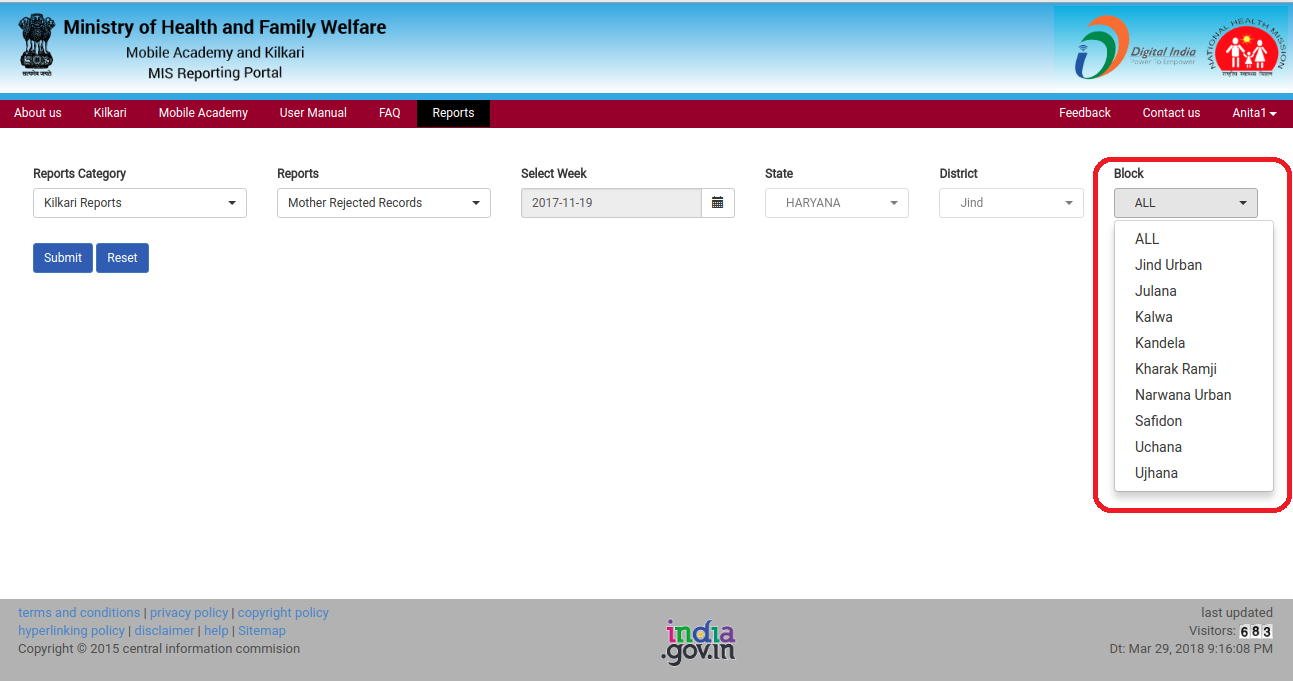 Ministry of Health and Family Welfare
Mobile Academy and Kilkari
MIS Reporting Portal
सत्यमेव जयते
Digital India
Power To Empower
NATIONAL HEALTH MISSION
राष्ट्रीय स्वास्थ्य मिशन
About us Kilkari Mobile Academy User Manual FAQ Reports Feedback Contact us Anita1
Reports Category Reports Select Week State District Block
Kilkari Reports Mother Rejected Records 2017-11-19 HARYANA Jind ALL
Submit Reset
ALL
Jind Urban
Julana
Kalwa
Kandela
Kharak Ramji
Narwana Urban
Safidon
Uchana
Ujhana
terms and conditions | privacy policy | copyright policy
hyperlinking policy | disclaimer | help | Sitemap
Copyright © 2015 central information commision
india
.gov.in
last updated
Visitors: 683
Dt: Mar 29, 2018 9:16:08 PM